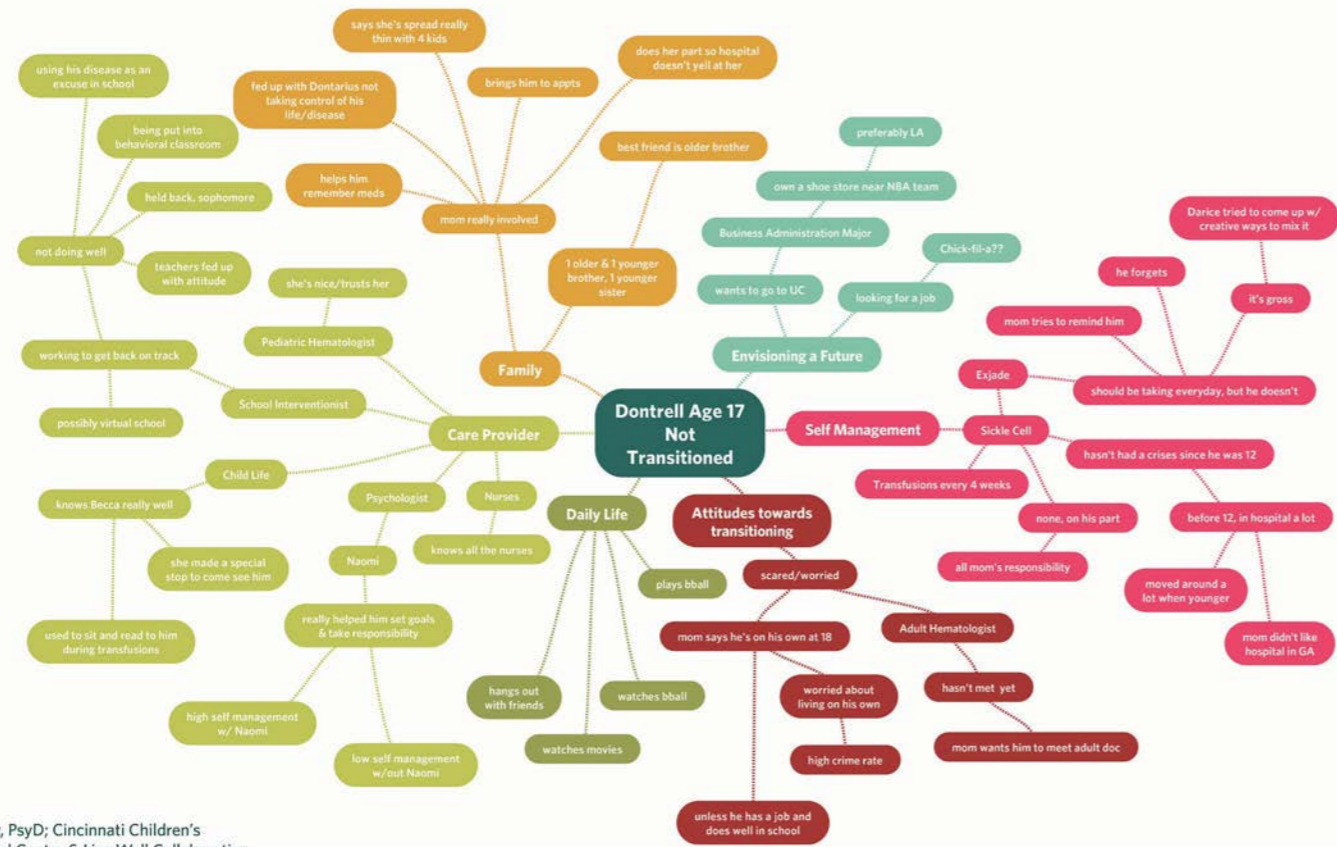 says she's spread really
thin with 4 kids
does her part so hospital
doesn't yell at her
using his disease as an
excuse in school
fed up with Dontarius not
taking control of his
life/disease
brings him to appts
being put into
behavioral classroom
best friend is older brother
helps him
remember meds
held back, sophomore
mom really involved
not doing well
teachers fed up
with attitude
1 older & 1 younger
brother, 1 younger
sister
she's nice/trusts her
Pediatric Hematologist
working to get back on track
Family
School Interventionist
possibly virtual school
preferably LA
own a shoe store near NBA team
Business Administration Major
Chick-fil-a??
wants to go to UC
looking for a job
Envisioning a Future
Darice tried to come up w/
creative ways to mix it
he forgets
it's gross
mom tries to remind him
Exjade
should be taking everyday, but he doesn't
Dontrell Age 17
Not
Transitioned
Self Management
Sickle Cell
hasn't had a crises since he was 12
Transfusions every 4 weeks
none, on his part
before 12, in hospital a lot
all mom's responsibility
moved around a
lot when younger
mom didn't like
hospital in GA
Care Provider
Child Life
Psychologist
Nurses
knows Becca really well
knows all the nurses
Naomi
she made a special
stop to come see him
really helped him set goals
& take responsibility
used to sit and read to him
during transfusions
high self management
w/ Naomi
low self management
w/out Naomi
Daily Life
plays bball
hangs out
with friends
watches bball
watches movies
Attitudes towards
transitioning
scared/worried
mom says he's on his own at 18
Adult Hematologist
worried about
living on his own
hasn't met yet
high crime rate
mom wants him to meet adult doc
unless he has a job and
does well in school
, PsyD; Cincinnati Children's